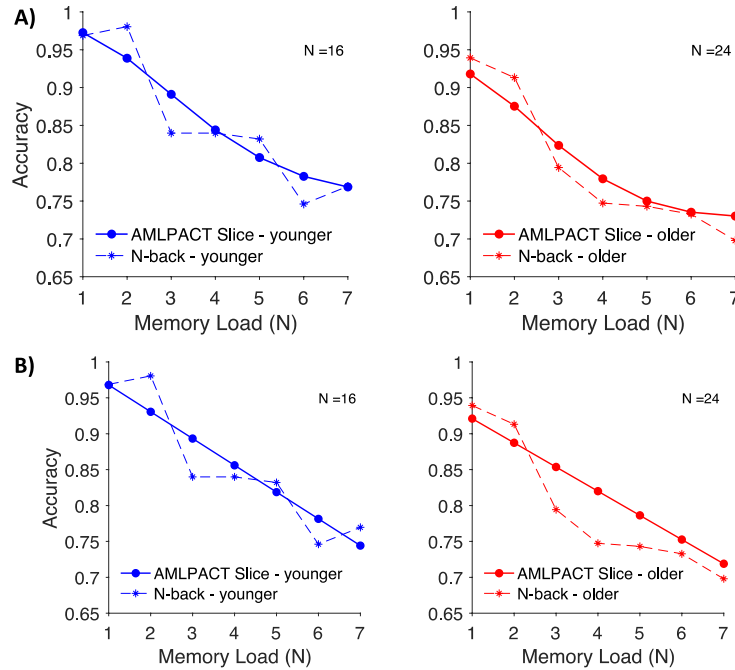 A)
Accuracy
1
0.95
0.9
0.85
0.8
0.75
0.7
0.65
N =16
AMLPACT Slice - younger
N-back - younger
1 2 3 4 5 6 7
Memory Load (N)
1
0.95
0.9
0.85
0.8
0.75
0.7
0.65
N =24
AMLPACT Slice - older
N-back - older
1 2 3 4 5 6 7
Memory Load (N)
B)
Accuracy
1
0.95
0.9
0.85
0.8
0.75
0.7
0.65
N =16
AMLPACT Slice - younger
N-back - younger
1 2 3 4 5 6 7
Memory Load (N)
1
0.95
0.9
0.85
0.8
0.75
0.7
0.65
N =24
AMLPACT Slice - older
N-back - older
1 2 3 4 5 6 7
Memory Load (N)